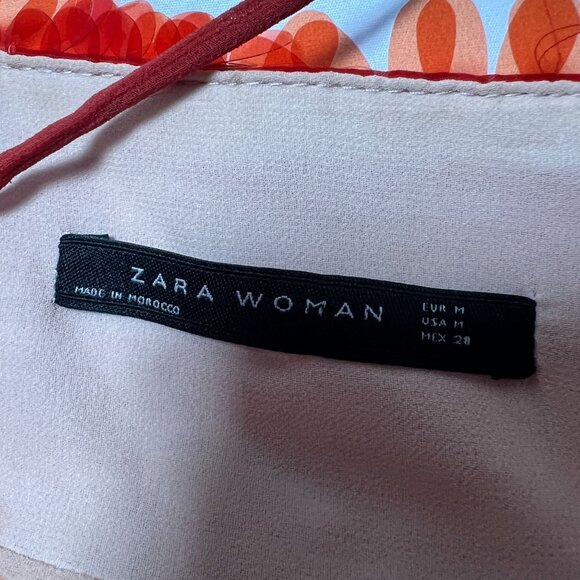 ZARA WOMAN
MADE IN MOROCCO
EUR M
USA M
MEX 28